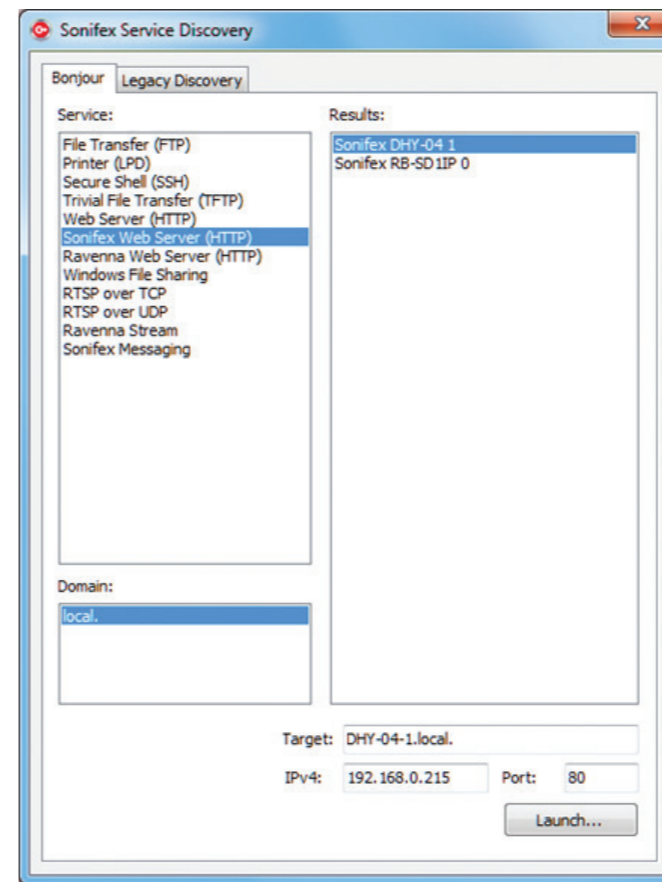 Sonifex Service Discovery
Bonjour
Legacy Discovery
Service:
File Transfer (FTP)
Printer (LPD)
Secure Shell (SSH)
Trivial File Transfer (TFTP)
Web Server (HTTP)
Sonifex Web Server (HTTP)
Ravenna Web Server (HTTP)
Windows File Sharing
RTSP over TCP
RTSP over UDP
Ravenna Stream
Sonifex Messaging
Results:
Sonifex DHY-04 1
Sonifex RB-SD1IP 0
Domain:
local.
Target: DHY-04-1.local.
IPv4: 192.168.0.215 Port: 80
Launch...